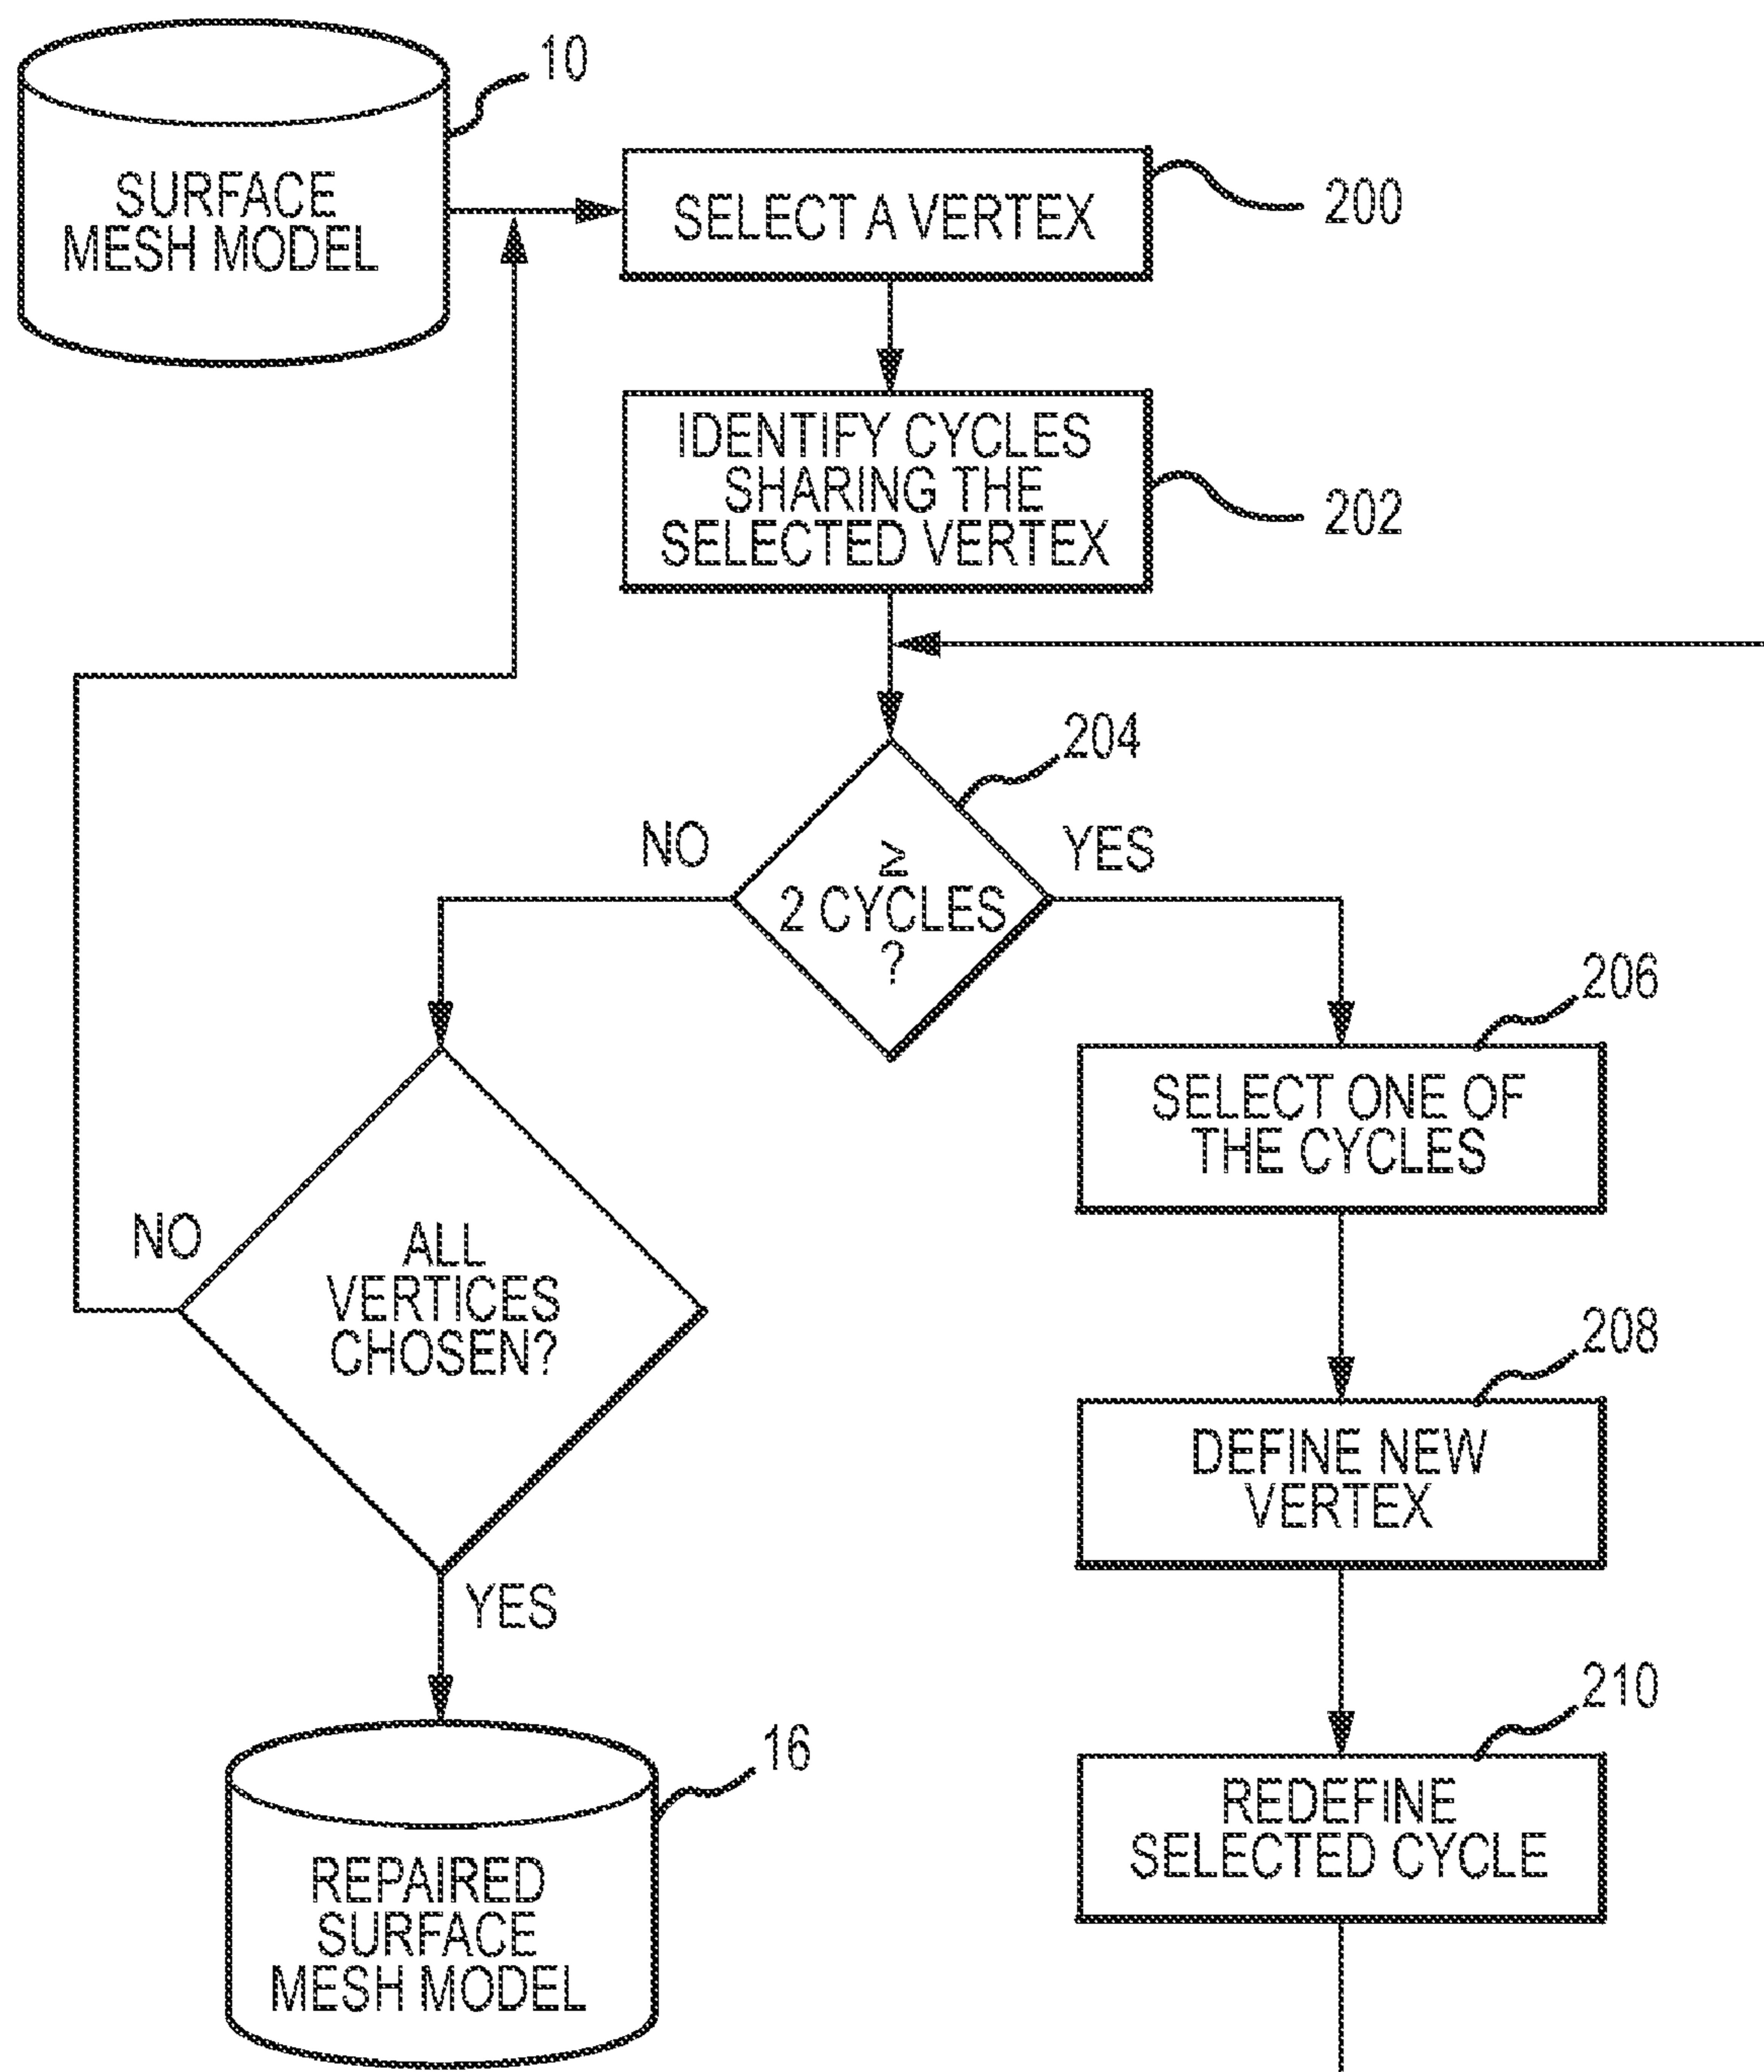 10
SURFACE
MESH MODEL
SELECT A VERTEX
200
IDENTIFY CYCLES
SHARING THE
SELECTED VERTEX
202
204
NO
≥
2 CYCLES
?
YES
206
SELECT ONE OF
THE CYCLES
NO
ALL
VERTICES
CHOSEN?
208
DEFINE NEW
VERTEX
YES
210
REDEFINE
SELECTED CYCLE
16
REPAIRED
SURFACE
MESH MODEL